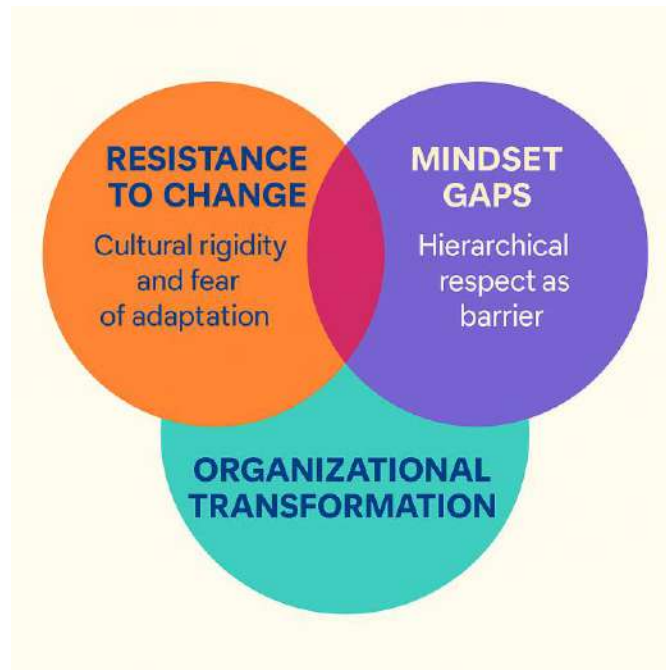 RESISTANCE
TO CHANGE
Cultural rigidity
and fear
of adaptation
MINDSET
GAPS
Hierarchical
respect as
barrier
ORGANIZATIONAL
TRANSFORMATION